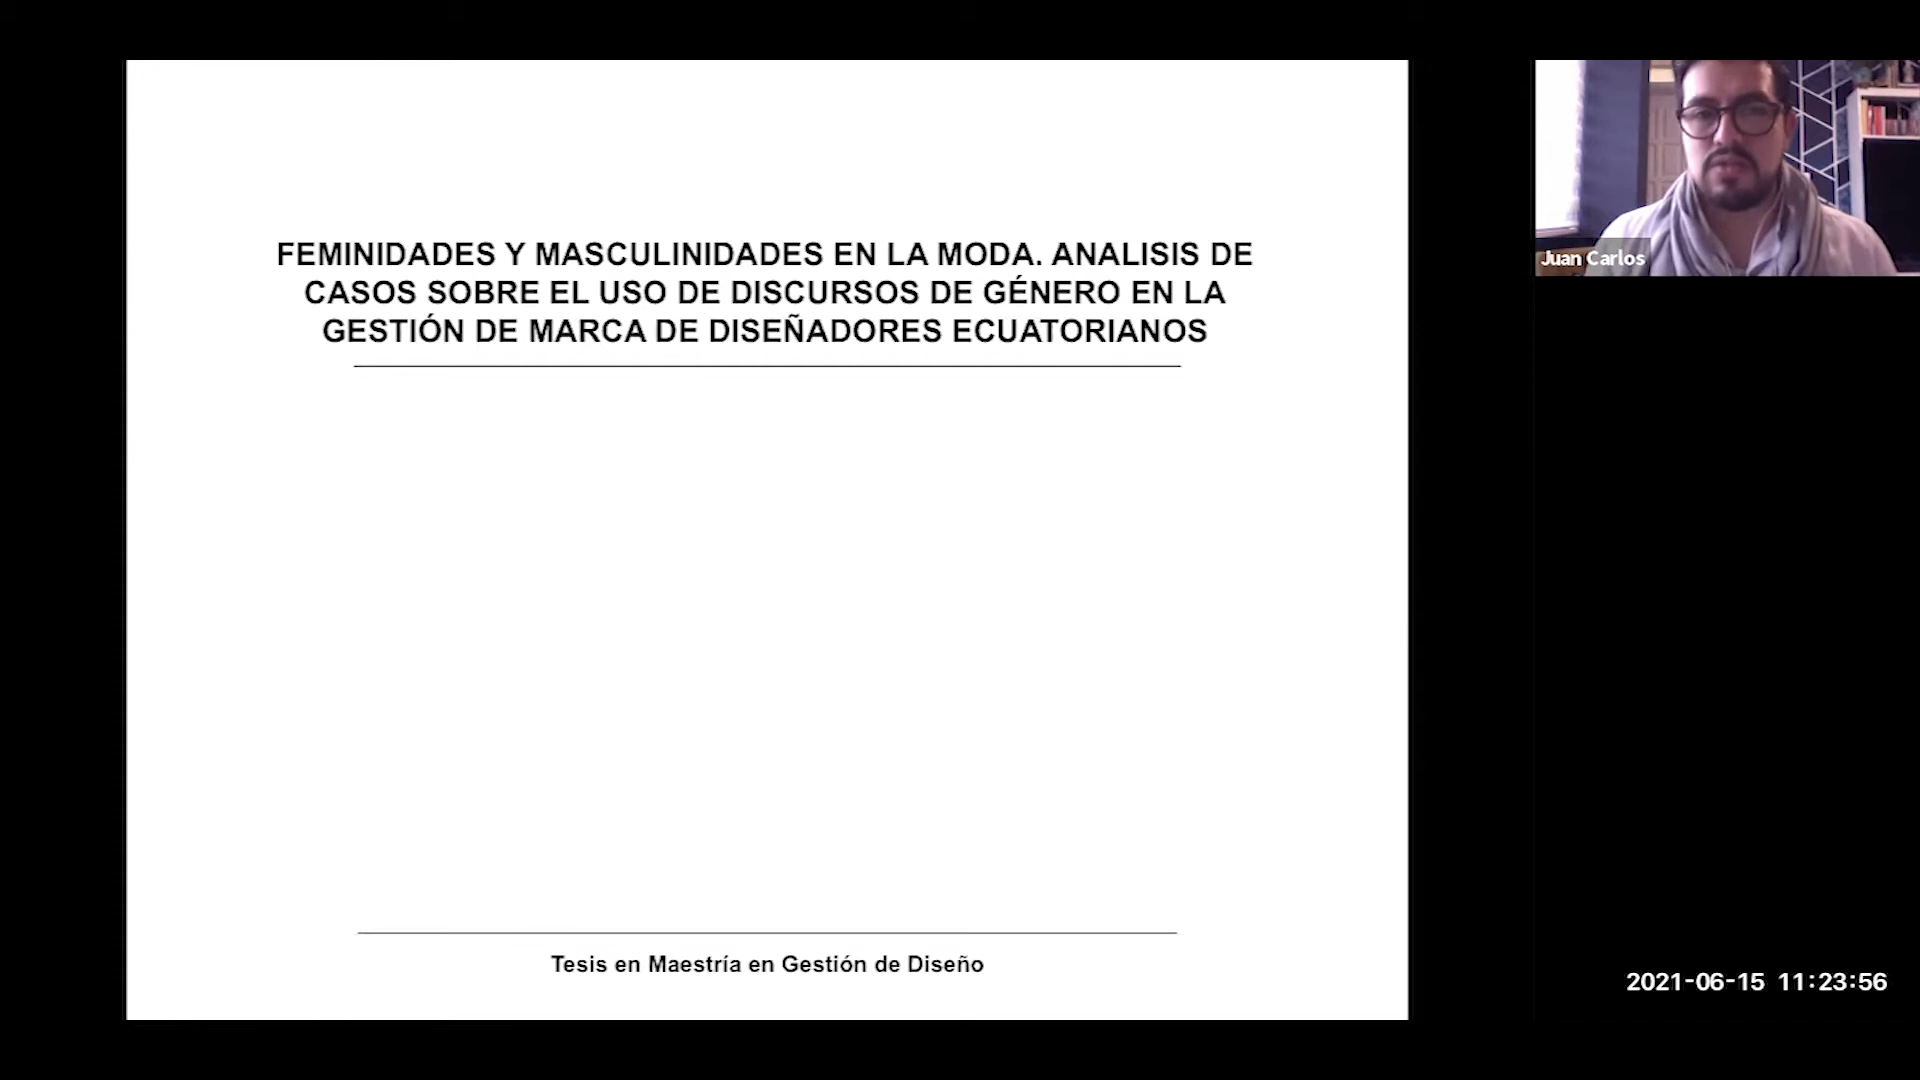 FEMINIDADES Y MASCULINIDADES EN LA MODA. ANALISIS DE
CASOS SOBRE EL USO DE DISCURSOS DE GÉNERO EN LA
GESTIÓN DE MARCA DE DISEÑADORES ECUATORIANOS
Tesis en Maestría en Gestión de Diseño
Juan Carlos
2021-06-15 11:23:56